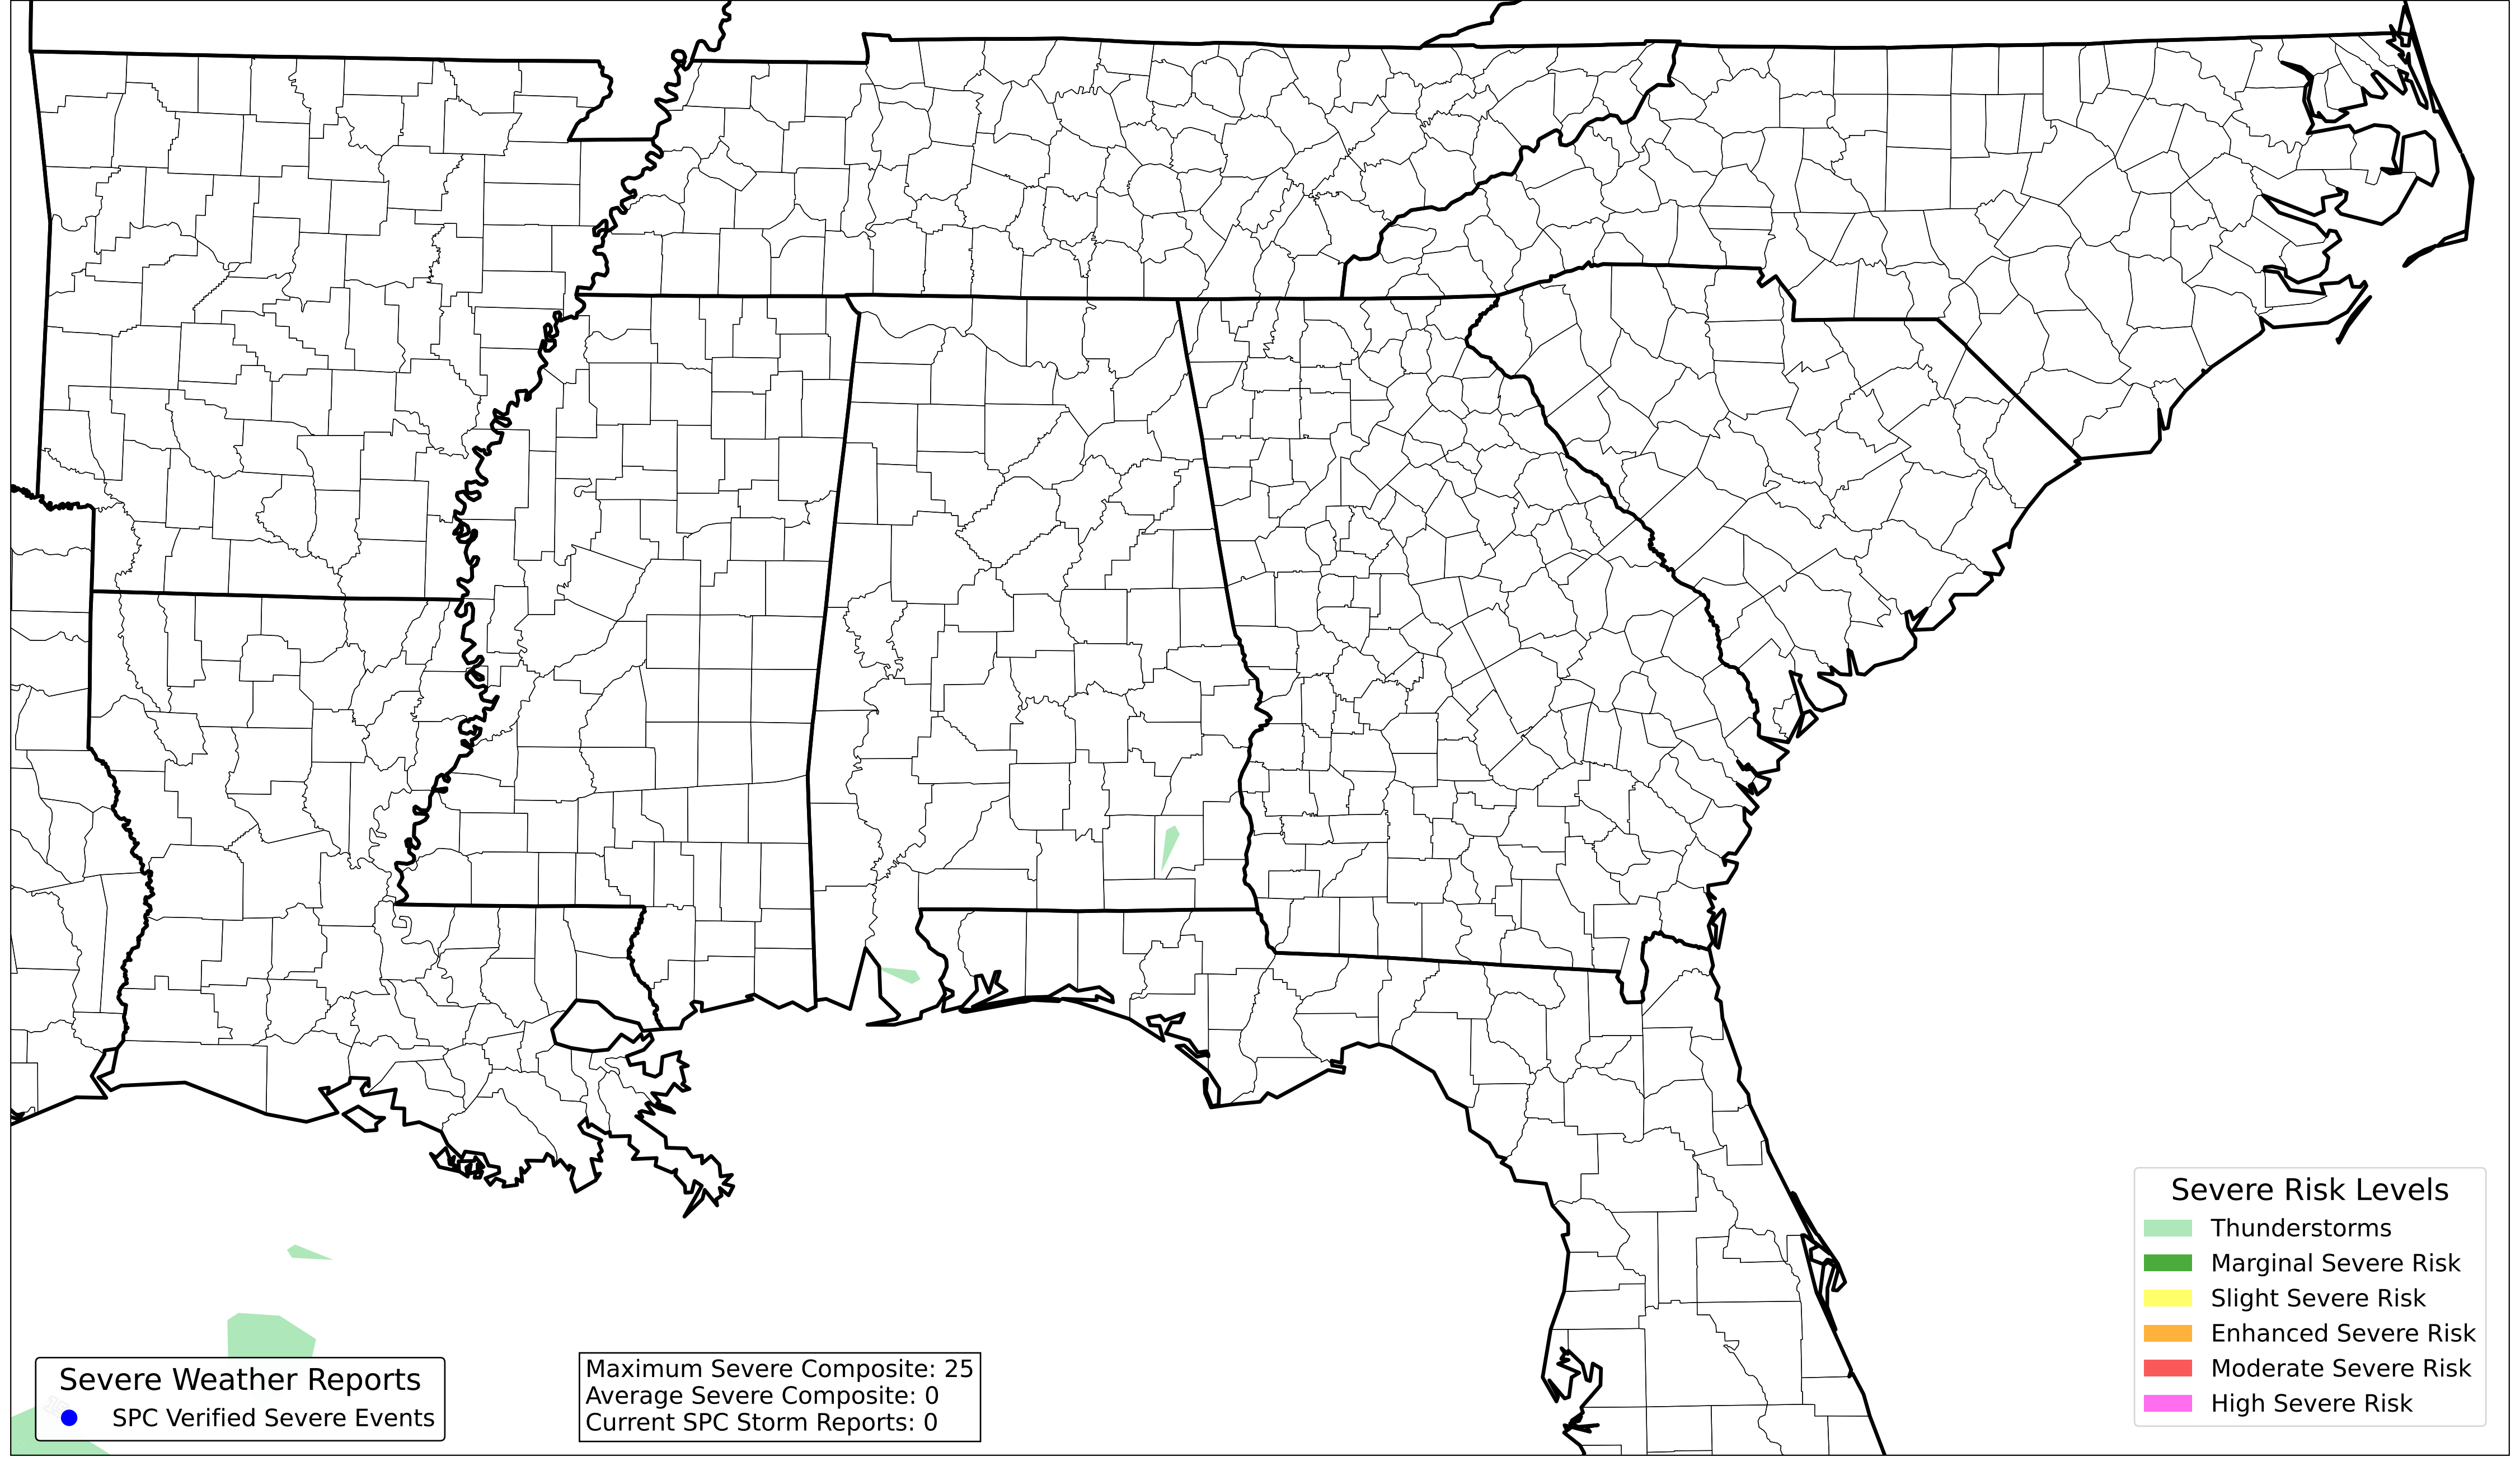 Severe Risk Levels
Thunderstorms
Marginal Severe Risk
Slight Severe Risk
Enhanced Severe Risk
Moderate Severe Risk
High Severe Risk
Severe Weather Reports
SPC Verified Severe Events
Maximum Severe Composite: 25
Average Severe Composite: 0
Current SPC Storm Reports: 0